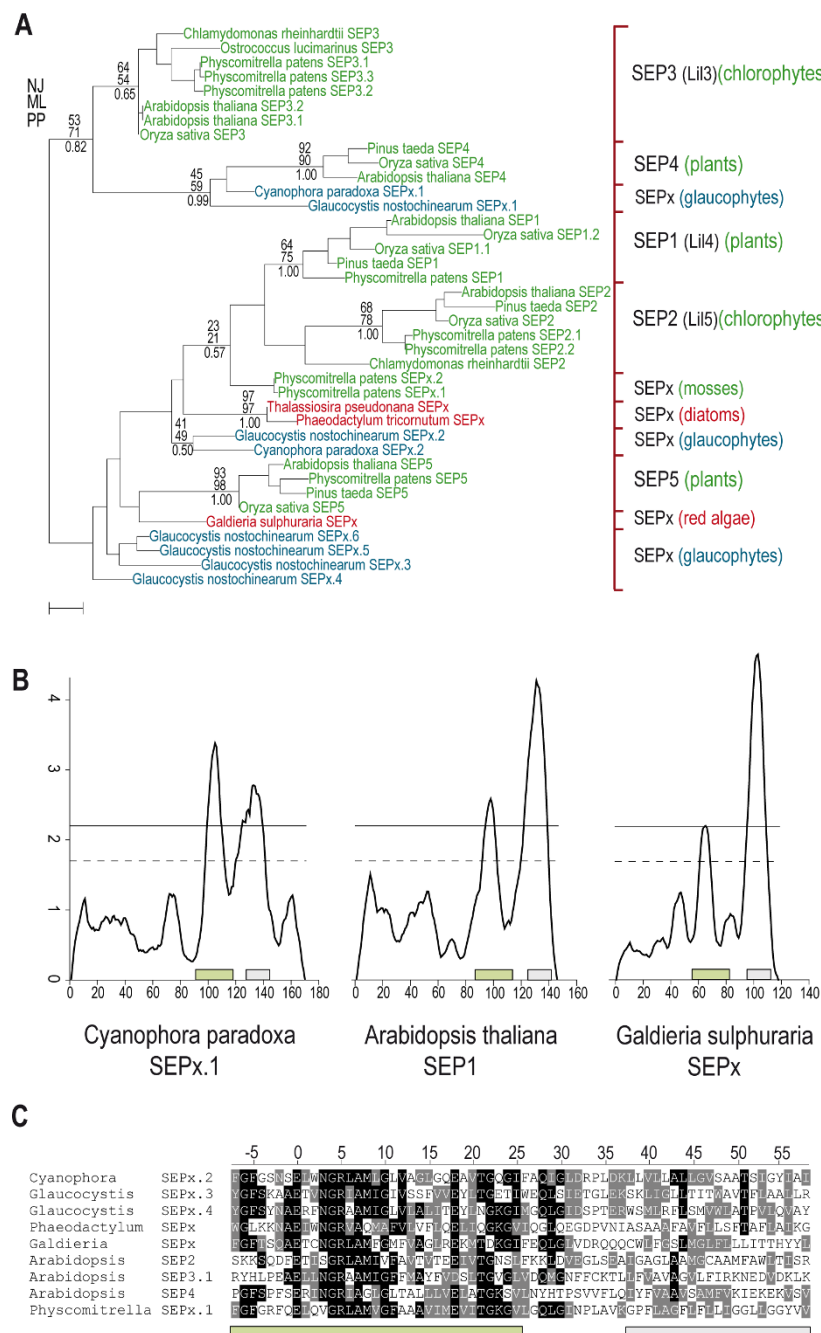 A
NJ
ML
PP
Chlamydomonas rheinhardtii SEP3
Ostrococcus lucimarinus SEP3
Physcomitrella patens SEP3.1
Physcomitrella patens SEP3.3
Physcomitrella patens SEP3.2
Arabidopsis thaliana SEP3.2
Arabidopsis thaliana SEP3.1
Oryza sativa SEP3
64
54
0.65
53
71
0.82
SEP3 (Lil3)(chlorophytes
Pinus taeda SEP4
Oryza sativa SEP4
Arabidopsis thaliana SEP4
92
90
1.00
SEP4 (plants)
45
59
0.99
Cyanophora paradoxa SEPx.1
Glaucocystis nostochinearum SEPx.1
SEPx (glaucophytes)
Arabidopsis thaliana SEP1
Oryza sativa SEP1.2
Oryza sativa SEP1.1
Pinus taeda SEP1
Physcomitrella patens SEP1
64
75
1.00
SEP1 (Lil4) (plants)
Arabidopsis thaliana SEP2
Pinus taeda SEP2
Oryza sativa SEP2
Physcomitrella patens SEP2.1
Physcomitrella patens SEP2.2
Chlamydomonas rheinhardtii SEP2
68
78
1.00
SEP2 (Lil5)(chlorophytes
23
21
0.57
Physcomitrella patens SEPx.2
Physcomitrella patens SEPx.1
SEPx (mosses)
97
97
1.00
Thalassiosira pseudonana SEPx
Phaeodactylum tricornutum SEPx
SEPx (diatoms)
41
49
0.50
Glaucocystis nostochinearum SEPx.2
Cyanophora paradoxa SEPx.2
SEPx (glaucophytes)
Arabidopsis thaliana SEP5
Physcomitrella patens SEP5
Pinus taeda SEP5
Oryza sativa SEP5
93
98
1.00
SEP5 (plants)
Galdieria sulphuraria SEPx
SEPx (red algae)
Glaucocystis nostochinearum SEPx.6
Glaucocystis nostochinearum SEPx.5
Glaucocystis nostochinearum SEPx.3
Glaucocystis nostochinearum SEPx.4
SEPx (glaucophytes)
B
4
3
2
1
0
0 20 40 60 80 100 120 140 160 180
0 20 40 60 80 100 120 140 160
0 20 40 60 80 100 120 140
Cyanophora paradoxa
SEPx.1
Arabidopsis thaliana
SEP1
Galdieria sulphuraria
SEPx
C
-5 0 5 10 15 20 25 30 35 40 45 50 55
Cyanophora SEPx.2
Glaucocystis SEPx.3
Glaucocystis SEPx.4
Phaeodactylum SEPx
Galdieria SEPx
Arabidopsis SEP2
Arabidopsis SEP3.1
Arabidopsis SEP4
Physcomitrella SEPx.1